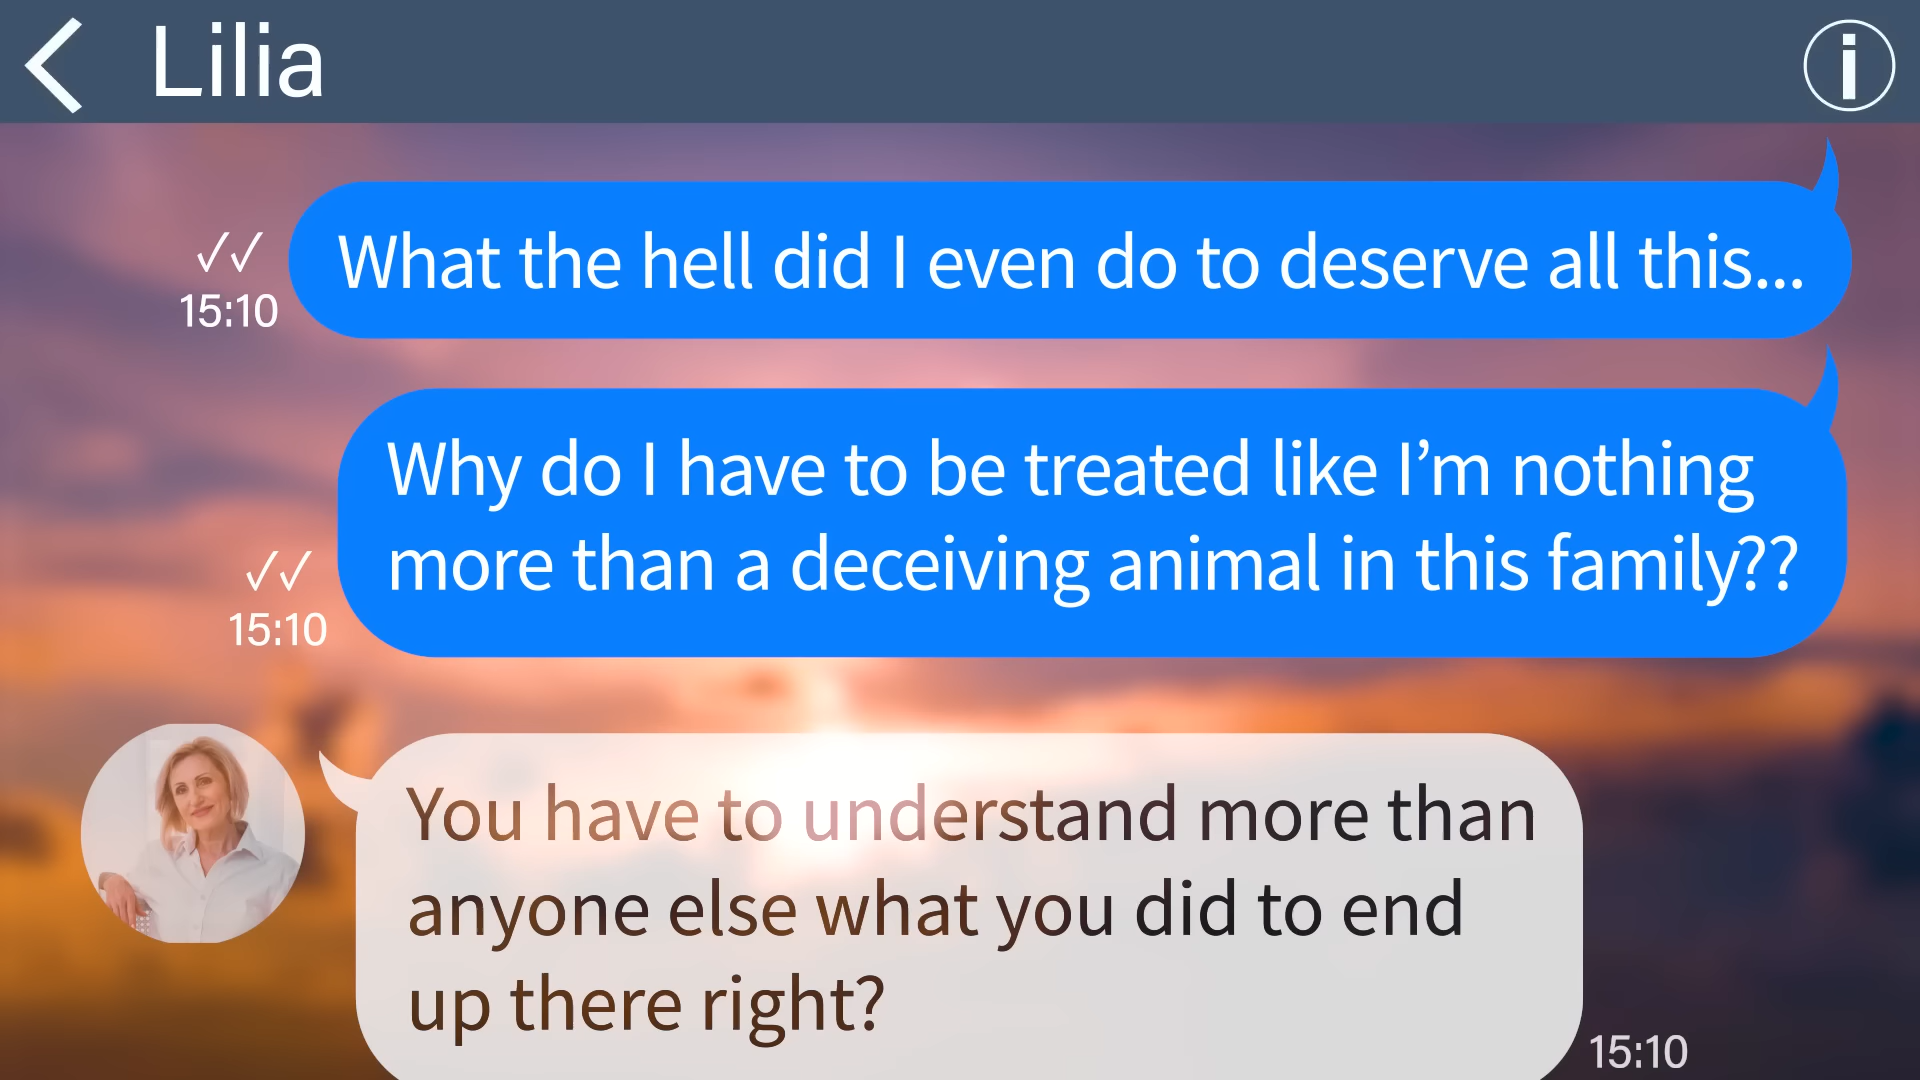 Lilia
What the hell did I even do to deserve all this...
✓✓
15:10
Why do I have to be treated like I’m nothing
more than a deceiving animal in this family??
✓✓
15:10
You have to understand more than
anyone else what you did to end
up there right?
15:10